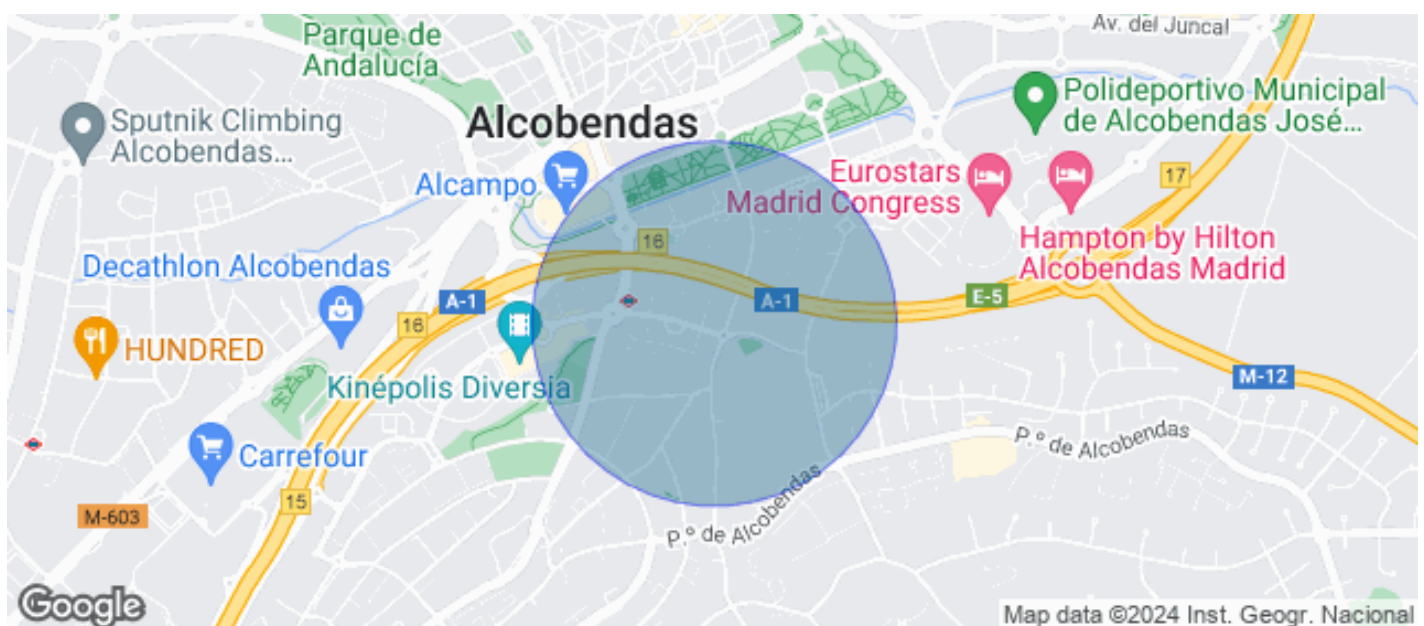 Parque de
Andalucía
Av. del Juncal
Sputnik Climbing
Alcobendas...
Alcobendas
Polideportivo Municipal
de Alcobendas José...
Alcampo
Eurostars
Madrid Congress
17
16
Hampton by Hilton
Alcobendas Madrid
Decathlon Alcobendas
A-1
A-1
E-5
16
HUNDRED
Kinépolis Diversia
M-12
P.º de Alcobendas
Carrefour
15
M-603
P.º de Alcobendas
Google
Map data ©2024 Inst. Geogr. Nacional